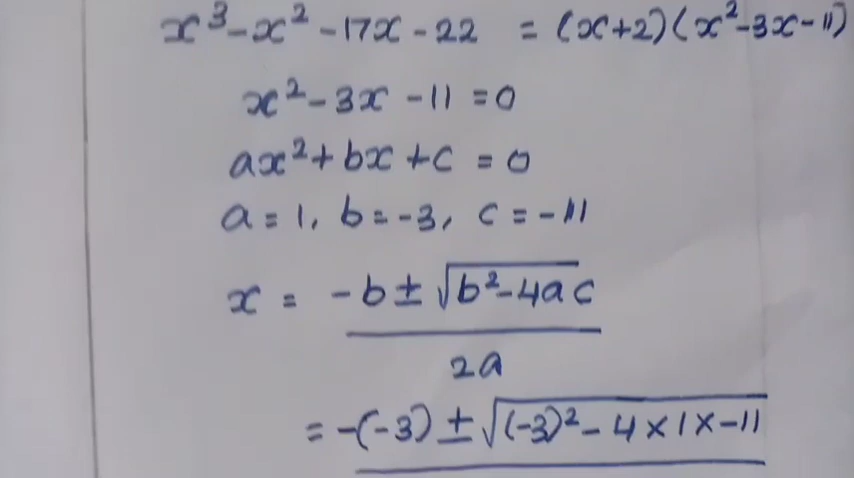 x³-x²-17x-22 = (x+2)(x²-3x-11)
x²-3x-11=0
ax²+bx+c=0
a=1, b=-3, c=-11
x = -b±√b²-4ac
2a
= -(-3)±√(-3)²-4×1×-11